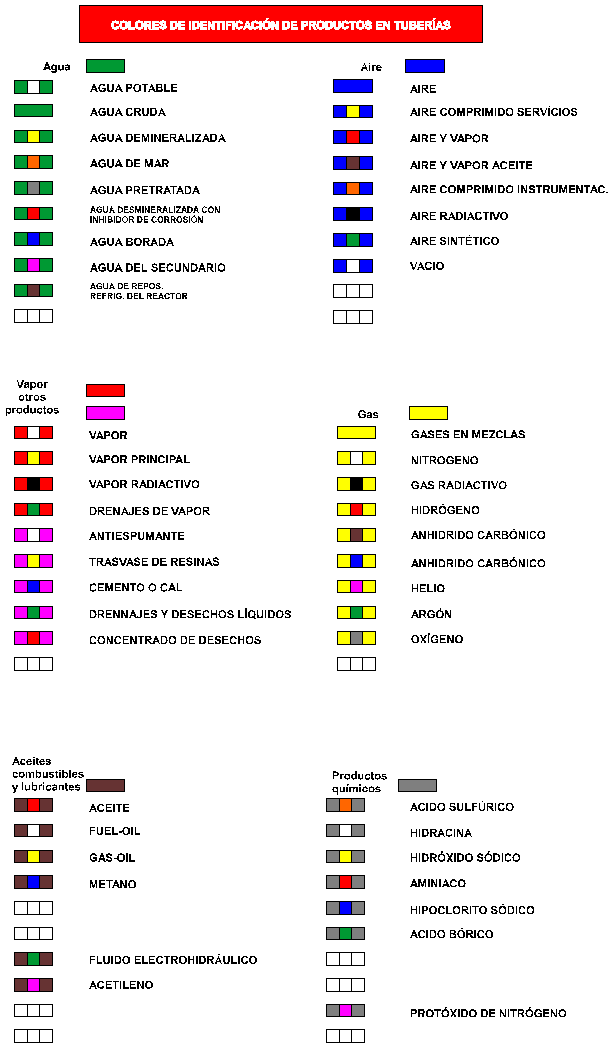 COLORES DE IDENTIFICACIÓN DE PRODUCTOS EN TUBERÍAS
Agua
AGUA POTABLE
AGUA CRUDA
AGUA DEMINERALIZADA
AGUA DE MAR
AGUA PRETRATADA
AGUA DESMINERALIZADA CON
INHIBIDOR DE CORROSIÓN
AGUA BORADA
AGUA DEL SECUNDARIO
AGUA DE REPOS.
REFRIG. DEL REACTOR
Aire
AIRE
AIRE COMPRIMIDO SERVÍCIOS
AIRE Y VAPOR
AIRE Y VAPOR ACEITE
AIRE COMPRIMIDO INSTRUMENTAC.
AIRE RADIACTIVO
AIRE SINTÉTICO
VACIO
Vapor
otros
productos
VAPOR
VAPOR PRINCIPAL
VAPOR RADIACTIVO
DRENAJES DE VAPOR
ANTIESPUMANTE
TRASVASE DE RESINAS
CEMENTO O CAL
DRENNAJES Y DESECHOS LÍQUIDOS
CONCENTRADO DE DESECHOS
Gas
GASES EN MEZCLAS
NITROGENO
GAS RADIACTIVO
HIDRÓGENO
ANHIDRIDO CARBÓNICO
ANHIDRIDO CARBÓNICO
HELIO
ARGÓN
OXÍGENO
Aceites
combustibles
y lubricantes
ACEITE
FUEL-OIL
GAS-OIL
METANO
FLUIDO ELECTROHIDRÁULICO
ACETILENO
Productos
químicos
ACIDO SULFÚRICO
HIDRACINA
HIDRÓXIDO SÓDICO
AMINIACO
HIPOCLORITO SÓDICO
ACIDO BÓRICO
PROTÓXIDO DE NITRÓGENO